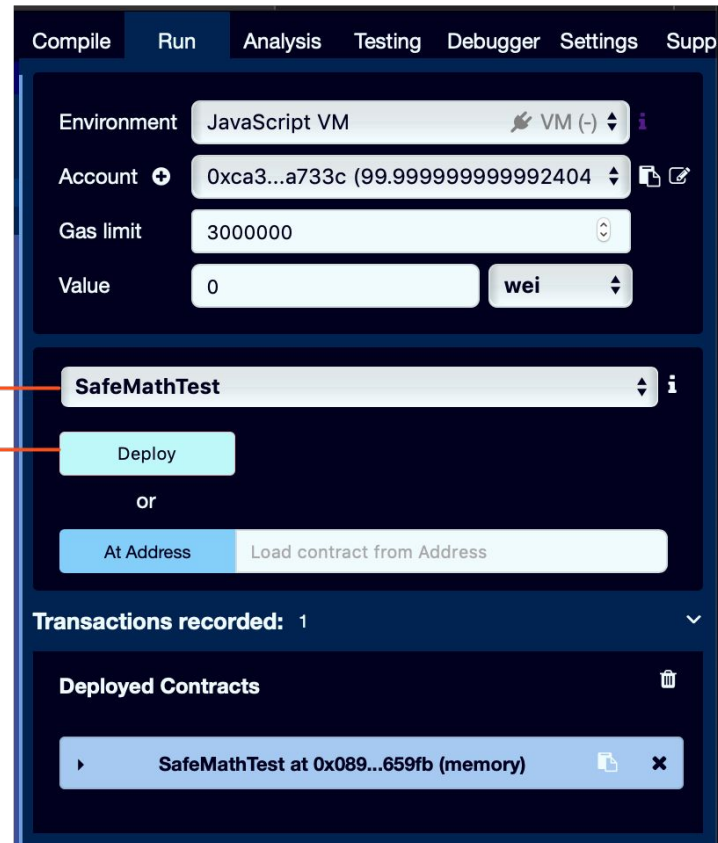 Compile Run Analysis Testing Debugger Settings Supp
Environment JavaScript VM VM (-) i
Account 0xca3...a733c (99.999999999992404
Gas limit 3000000
Value 0 wei
SafeMathTest i
Deploy
or
At Address Load contract from Address
Transactions recorded: 1
Deployed Contracts
SafeMathTest at 0x089...659fb (memory)